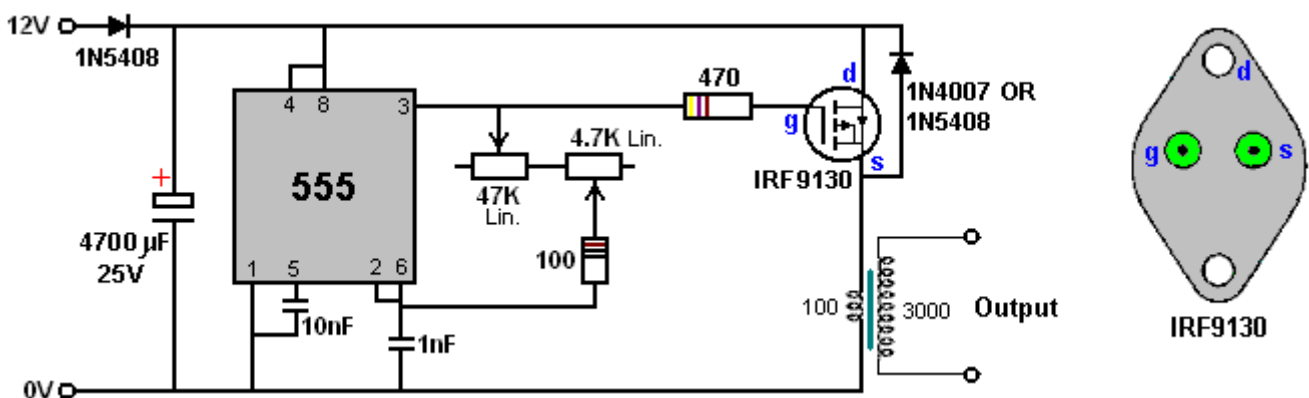 12V
1N5408
+
4700 µF
25V
4 8 3
555
1 5 2 6
10nF
1nF
47K
Lin.
4.7K Lin.
100
470
g
d
s
IRF9130
1N4007 OR
1N5408
100
3000
Output
0V
d
g
s
IRF9130